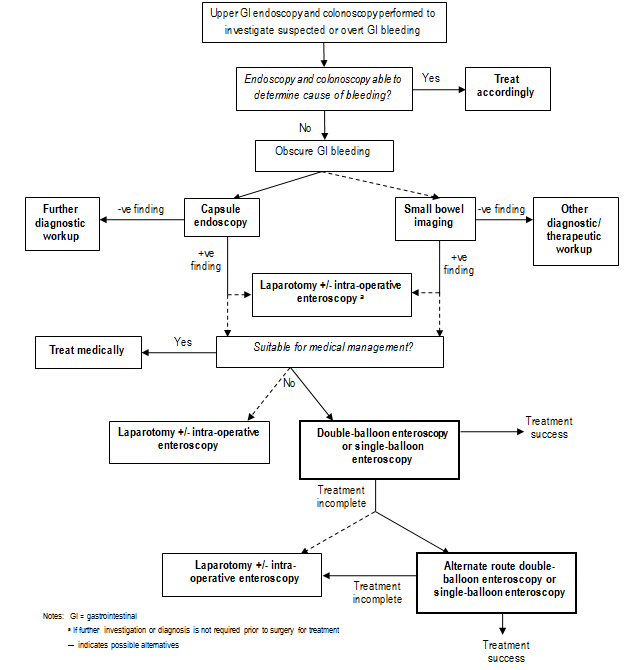 Upper GI endoscopy and colonoscopy performed to
investigate suspected or overt GI bleeding
Endoscopy and colonoscopy able to
determine cause of bleeding?
Yes
Treat
accordingly
No
Obscure GI bleeding
Further
diagnostic
workup
-ve finding
Capsule
endoscopy
Small bowel
imaging
-ve finding
Other
diagnostic/
therapeutic
workup
+ve
finding
+ve
finding
Laparotomy +/- intra-operative
enteroscopy ª
Treat medically
Yes
Suitable for medical management?
No
Laparotomy +/- intra-operative
enteroscopy
Double-balloon enteroscopy
or single-balloon
enteroscopy
Treatment
success
Treatment
incomplete
Laparotomy +/- intra-
operative enteroscopy
Treatment
incomplete
Alternate route double-
balloon enteroscopy or
single-balloon enteroscopy
Treatment
success
Notes: GI = gastrointestinal
ª If further investigation or diagnosis is not required prior to surgery for treatment
--- indicates possible alternatives